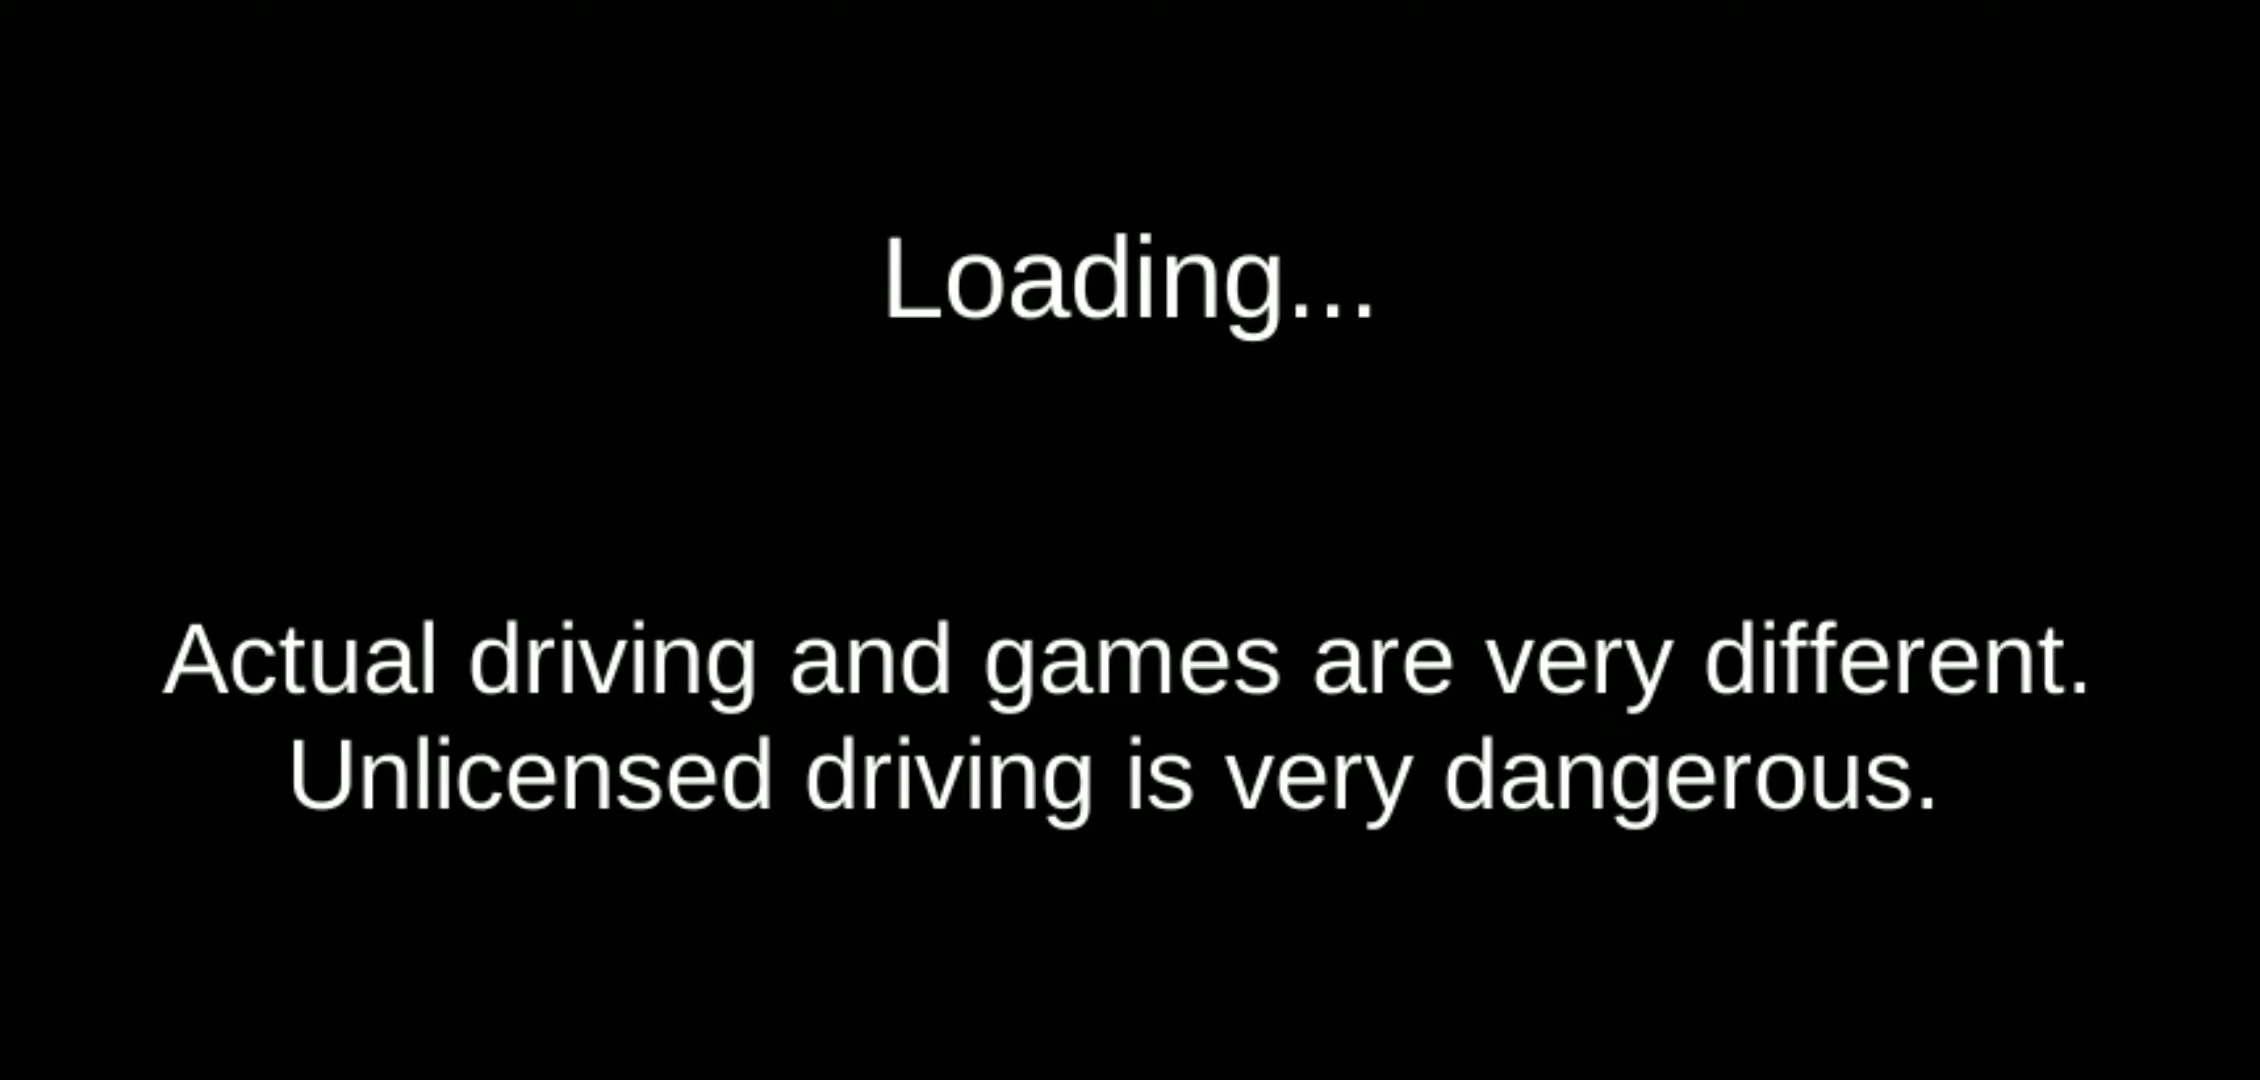 Loading...
Actual driving and games are very different.
Unlicensed driving is very dangerous.